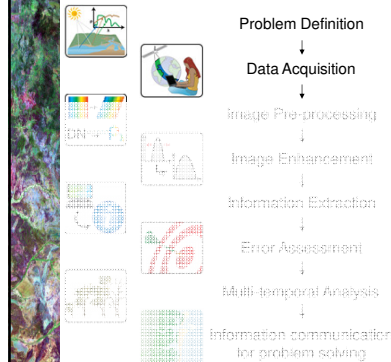 Problem Definition
Data Acquisition
Image Pre-processing
Image Enhancement
Information Extraction
Error Assessment
Multi-temporal Analysis
Information communication
for problem solving